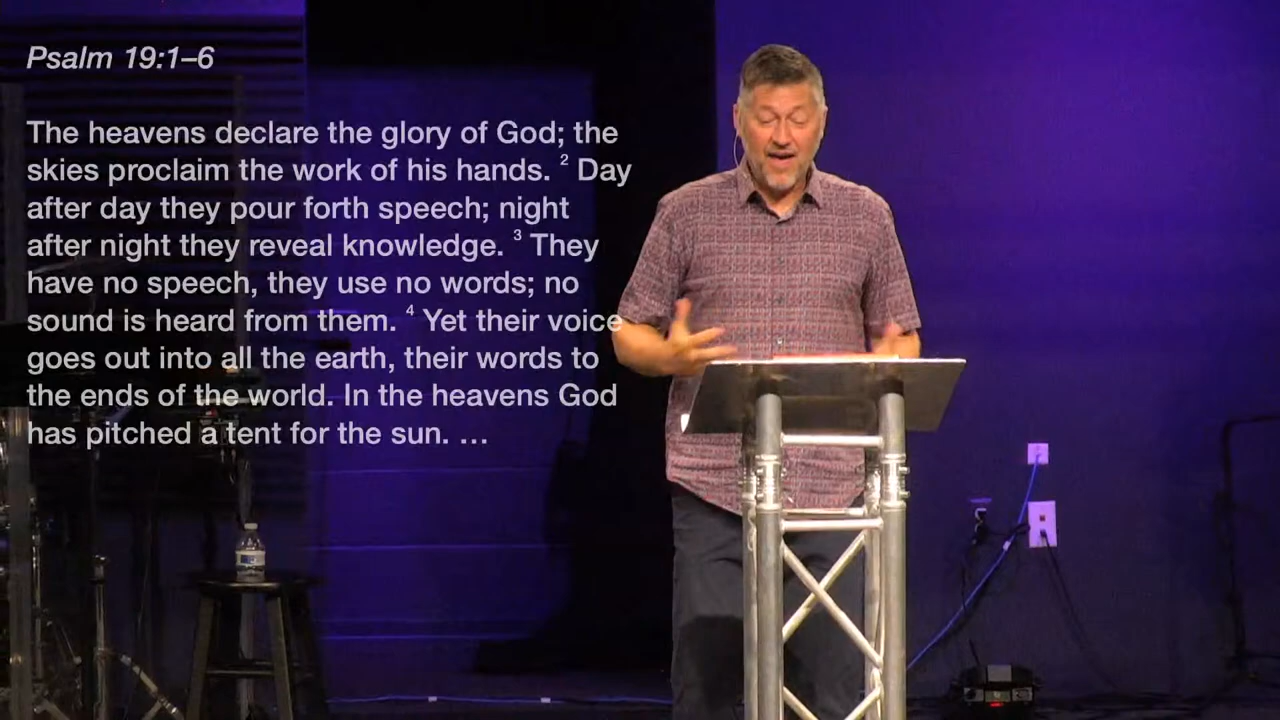 Psalm 19:1–6
The heavens declare the glory of God; the
skies proclaim the work of his hands. ² Day
after day they pour forth speech; night
after night they reveal knowledge. ³ They
have no speech, they use no words; no
sound is heard from them. ⁴ Yet their voice
goes out into all the earth, their words to
the ends of the world. In the heavens God
has pitched a tent for the sun. …